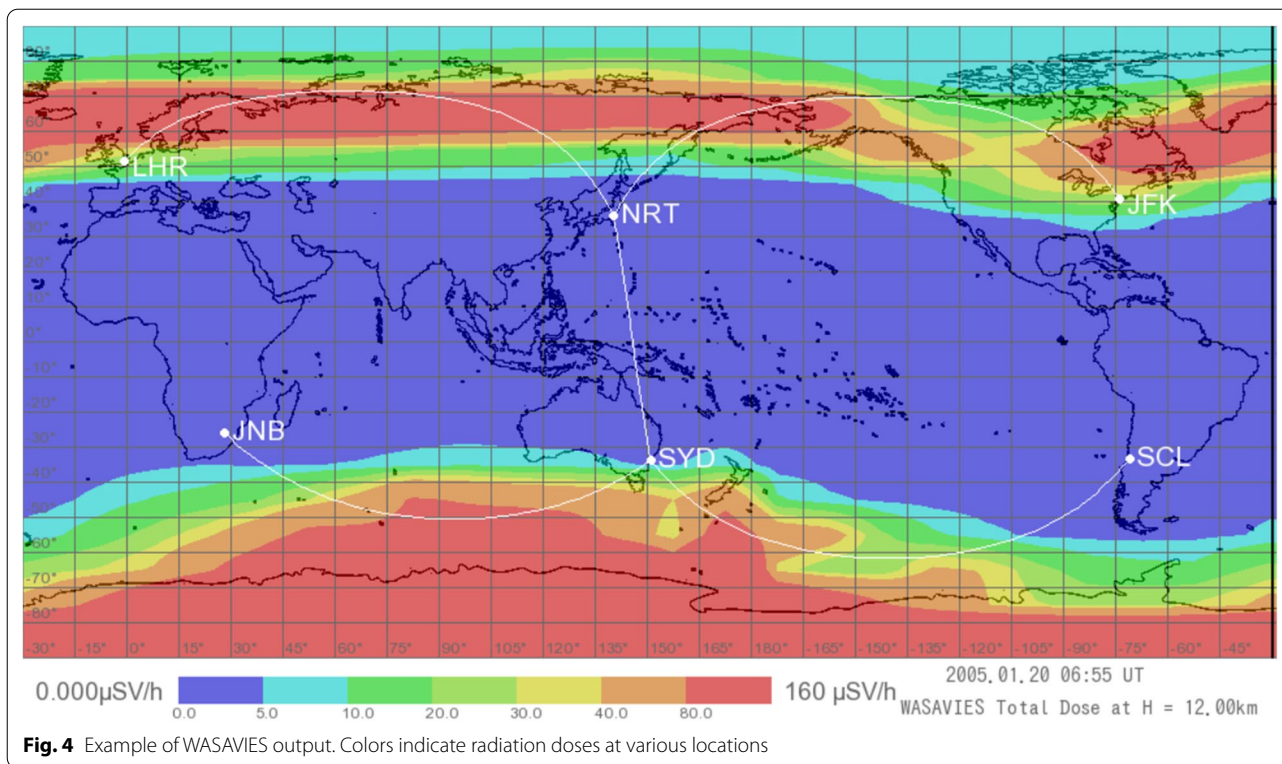 80°
60°
50°
40°
30°
20°
10°
0°
-10°
-20°
-30°
-40°
-50°
-60°
-70°
-80°
LHR
NRT
JFK
JNB
SYD
SCL
-30° -15° 0° 15° 30° 45° 60° 75° 90° 105° 120° 135° 150° 165° 180° -165° -150° -135° -120° -105° -90° -75° -60° -45°
0.000µSV/h 160 µSV/h
0.0 5.0 10.0 20.0 30.0 40.0 80.0
2005.01.20 06:55 UT
WASAVIES Total Dose at H = 12.00km
Fig. 4 Example of WASAVIES output. Colors indicate radiation doses at various locations